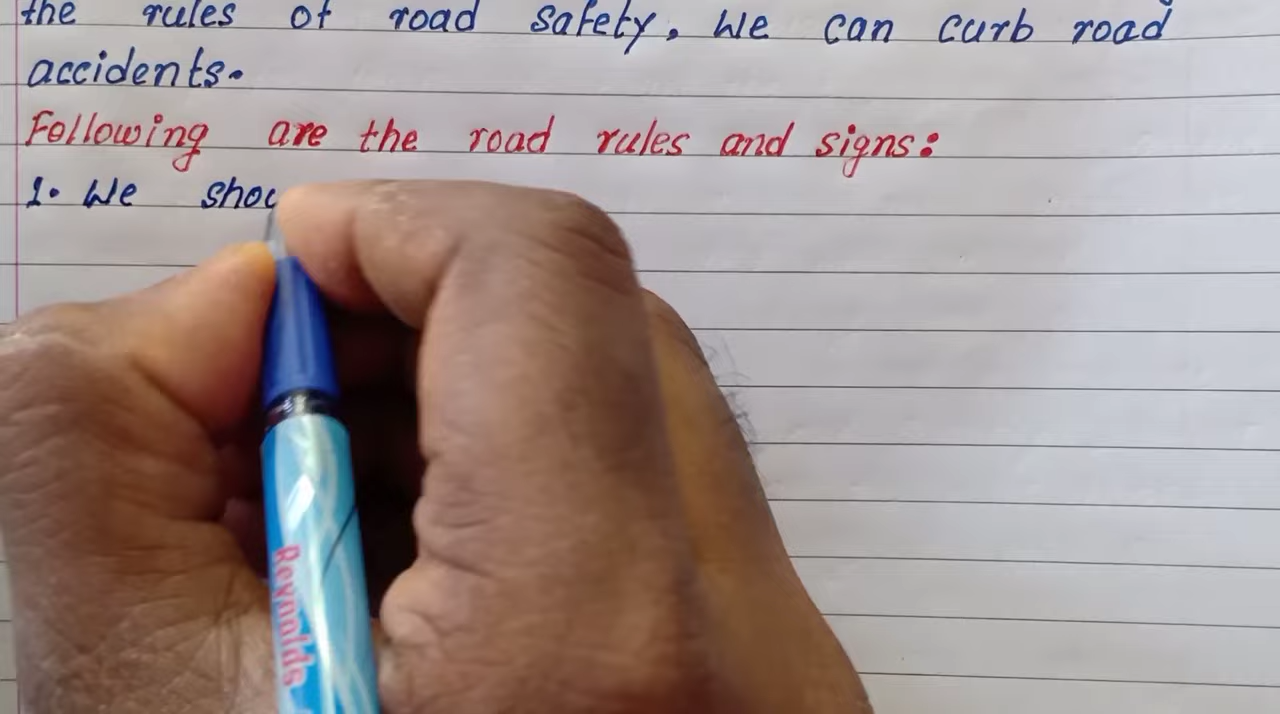 the rules of road safety, We can curb road
accidents.
Following are the road rules and signs:
1. We shou
Reynolds